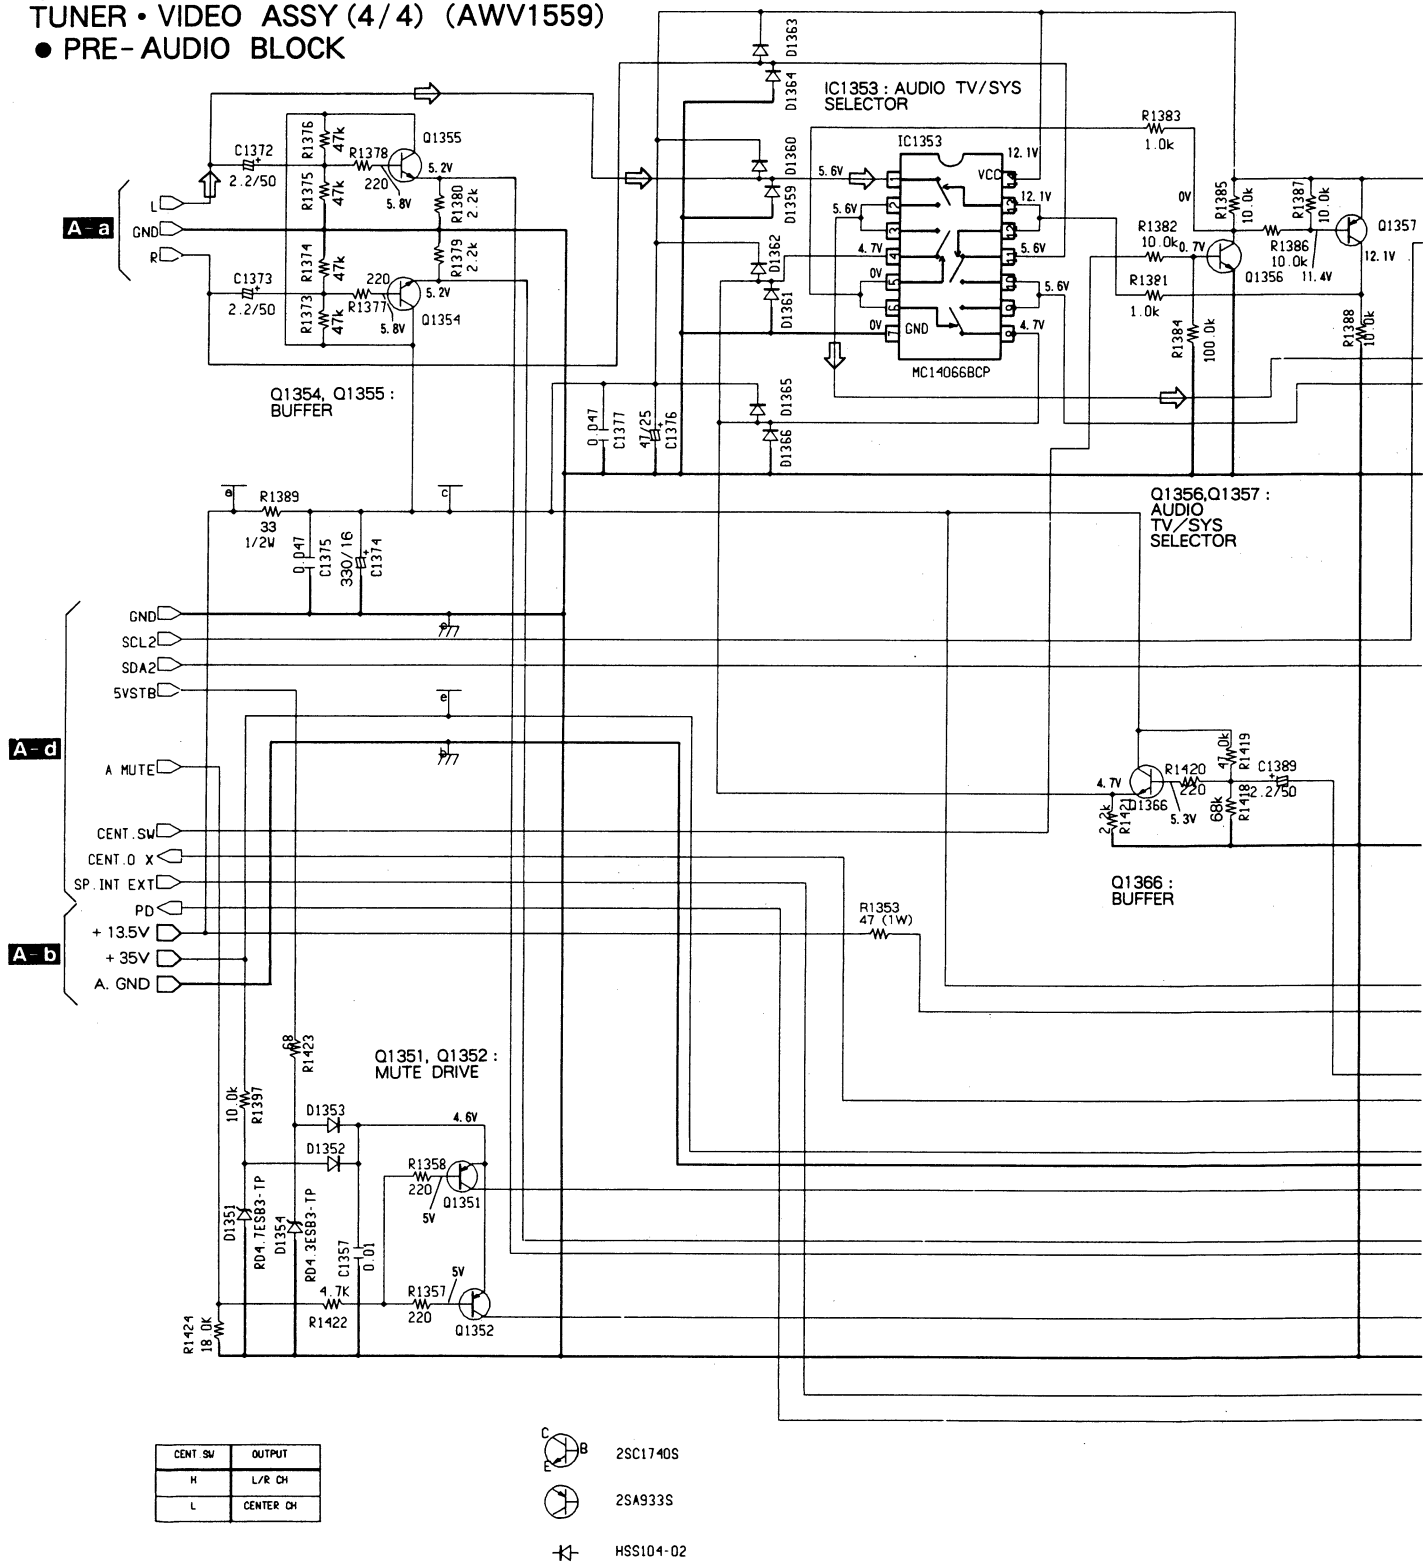 TUNER • VIDEO ASSY (4/4) (AWV1559)
● PRE-AUDIO BLOCK
D1363
D1364
IC1353 : AUDIO TV/SYS
SELECTOR
R1383
1.0k
IC1353
12.1V
VCC
R1376
47k
Q1355
C1372
2.2/50
R1378
220
5.2V
5.8V
R1375
47k
R1380
2.2k
D1360
D1359
5.6V
1
2
3
4
5
6
7
GND
5.6V
4.7V
0V
0V
12.1V
5.6V
5.6V
4.7V
MC14066BCP
A-a
L
GND
R
R1374
47k
R1379
2.2k
C1373
2.2/50
220
R1377
5.2V
5.8V
Q1354
R1373
47k
D1362
D1361
0V
R1385
10.0k
R1387
10.0k
R1382
10.0k
0.7V
R1386
10.0k
Q1357
12.1V
11.4V
R1381
1.0k
Q1356
R1384
100.0k
R1388
10.0k
Q1354, Q1355 :
BUFFER
0.047
C1377
47/25
C1376
D1365
D1366
e
R1389
33
1/2W
c
0.047
C1375
330/16
C1374
Q1356,Q1357 :
AUDIO
TV/SYS
SELECTOR
A-d
GND
SCL2
SDA2
5VSTB
e
A MUTE
CENT.SW
CENT.O X
SP.INT EXT
4.7V
Q1366
R1420
220
47.0k
R1419
C1389
2.2/50
2.2k
R1421
5.3V
68k
R1418
Q1366 :
BUFFER
A-b
PD
+ 13.5V
+ 35V
A. GND
R1353
47 (1W)
68
R1423
Q1351, Q1352 :
MUTE DRIVE
10.0k
R1397
D1353
4.6V
D1352
R1358
220
Q1351
5V
D1351
RD4.7ESB3-TP
D1354
RD4.3ESB3-TP
C1357
0.01
4.7K
R1422
R1357
220
5V
Q1352
R1424
18.0K
CENT SW OUTPUT
H L/R CH
L CENTER CH
C
B
E
2SC1740S
2SA933S
HSS104-02